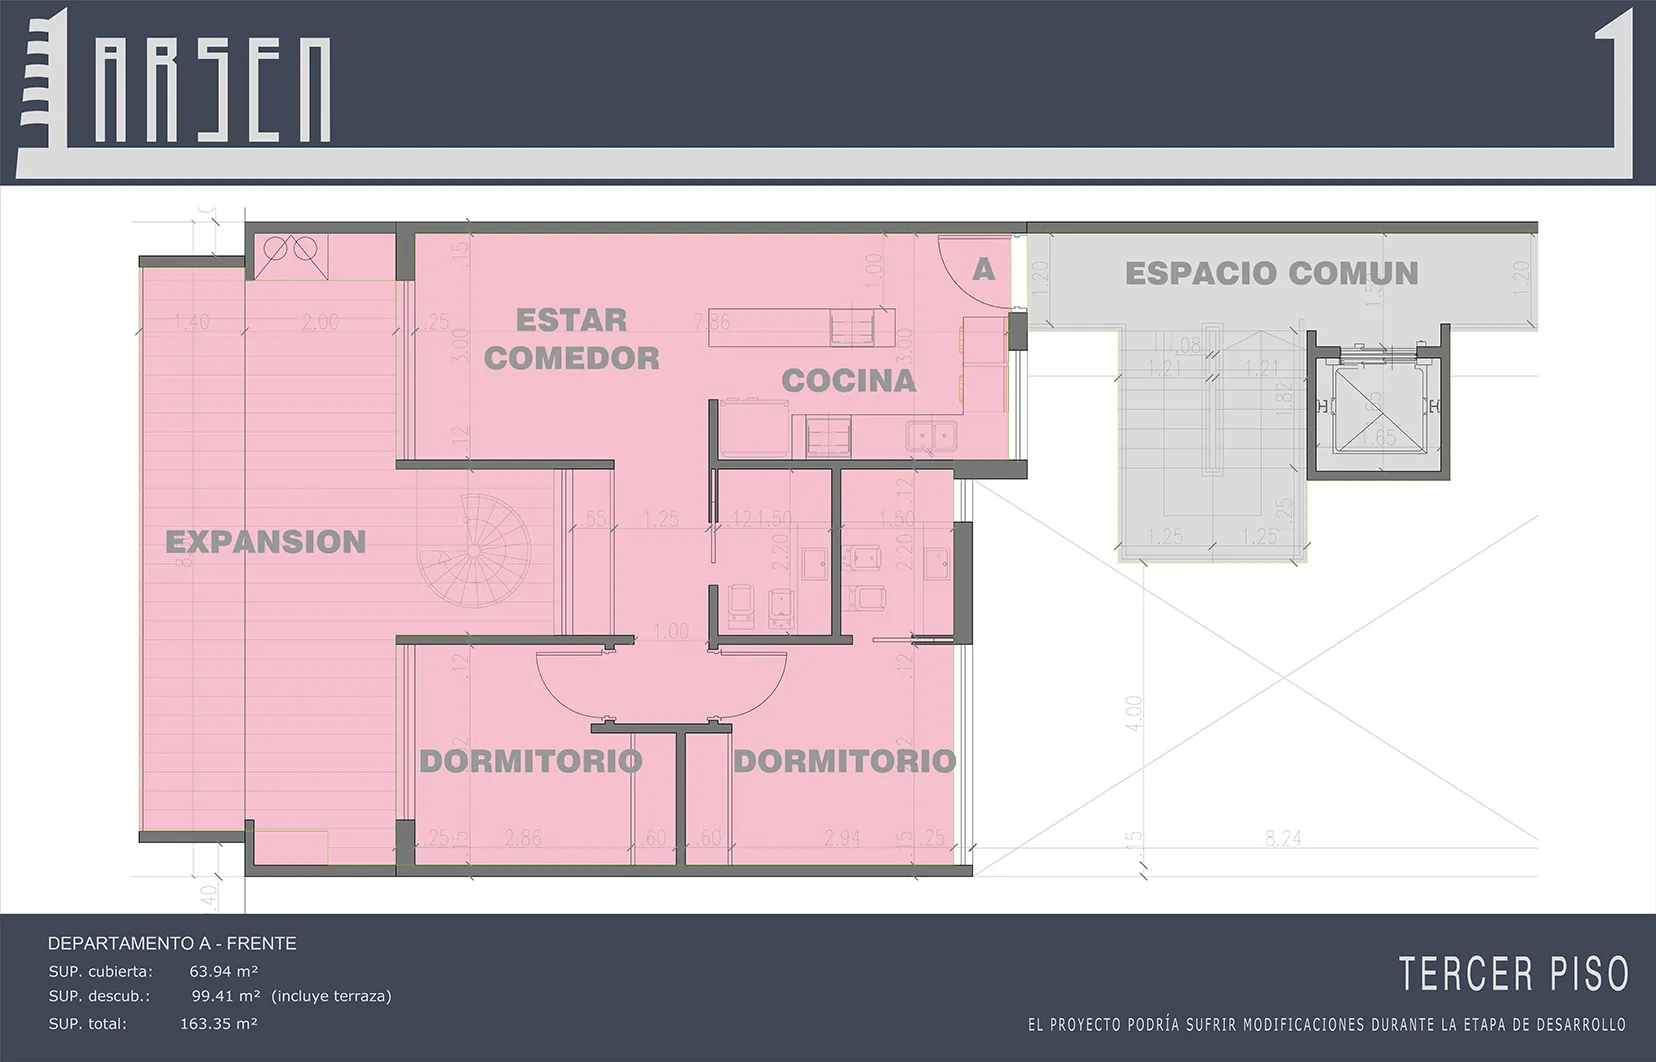 LARSEN
ESPACIO COMUN
A
1.20
1.00
1.20
.15
ESTAR
COMEDOR
1.40
2.00
.25
7.86
3.00
3.00
COCINA
.08
1.21
1.21
1.82
1.65
1.65
.12
EXPANSION
.55
1.25
.12
1.50
2.20
.12
1.50
2.20
1.25
1.25
1.25
1.00
.12
.12
DORMITORIO
DORMITORIO
4.00
.25
.15
2.86
.60
.60
2.94
.15
.25
.15
8.24
.40
DEPARTAMENTO A - FRENTE
SUP. cubierta: 63.94 m²
SUP. descub.: 99.41 m² (incluye terraza)
SUP. total: 163.35 m²
TERCER PISO
EL PROYECTO PODRÍA SUFRIR MODIFICACIONES DURANTE LA ETAPA DE DESARROLLO